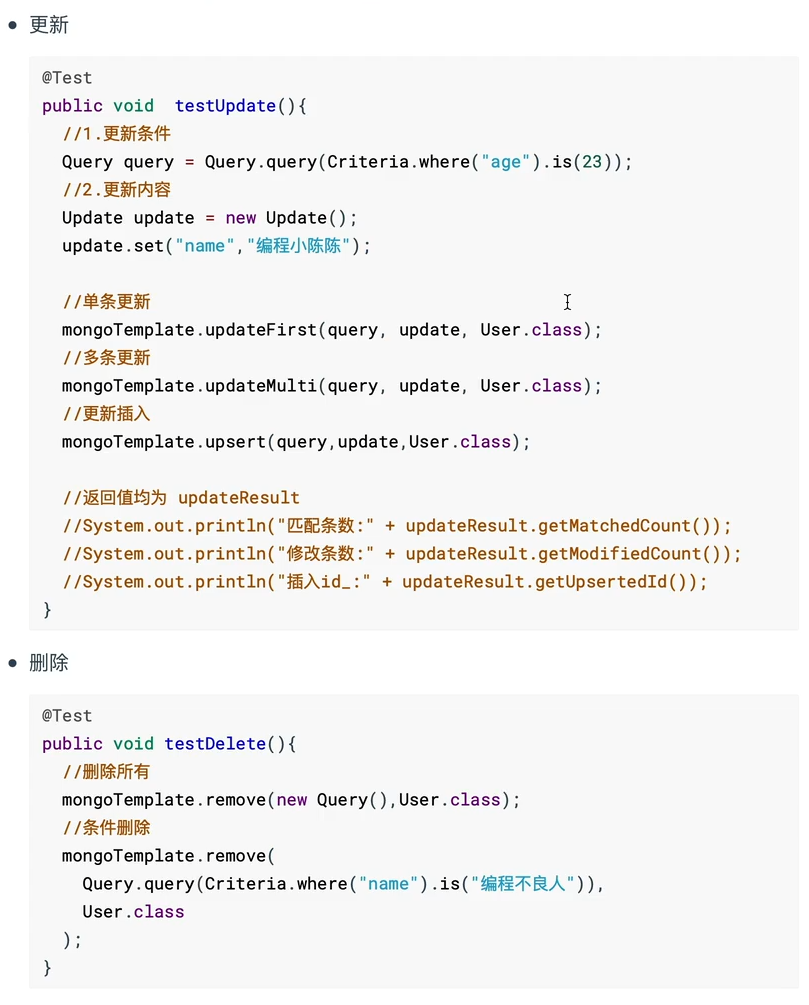 更新
@Test
public void  testUpdate(){
  //1.更新条件
  Query query = Query.query(Criteria.where("age").is(23));
  //2.更新内容
  Update update = new Update();
  update.set("name","编程小陈陈");

  //单条更新
  mongoTemplate.updateFirst(query, update, User.class);
  //多条更新
  mongoTemplate.updateMulti(query, update, User.class);
  //更新插入
  mongoTemplate.upsert(query,update,User.class);

  //返回值均为 updateResult
  //System.out.println("匹配条数:" + updateResult.getMatchedCount());
  //System.out.println("修改条数:" + updateResult.getModifiedCount());
  //System.out.println("插入id_:" + updateResult.getUpsertedId());
}
删除
@Test
public void testDelete(){
  //删除所有
  mongoTemplate.remove(new Query(),User.class);
  //条件删除
  mongoTemplate.remove(
    Query.query(Criteria.where("name").is("编程不良人")),
    User.class
  );
}